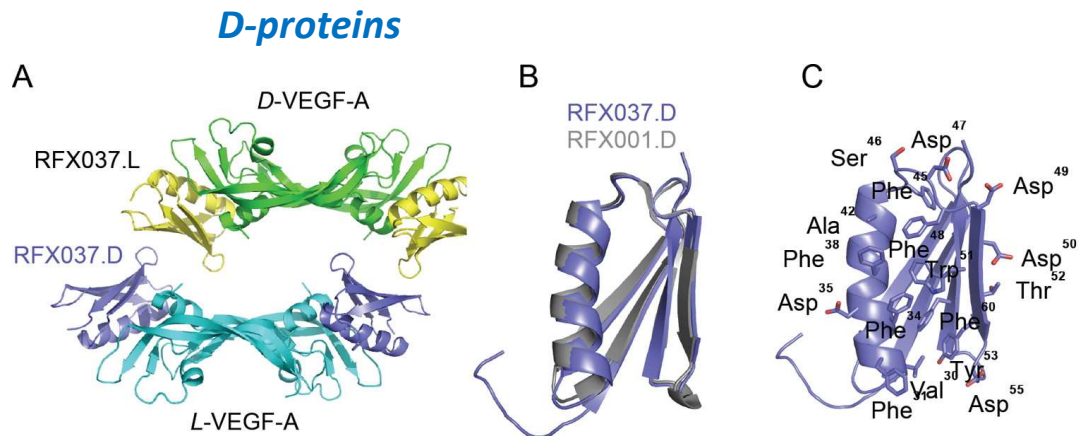 D-proteins
A
D-VEGF-A
RFX037.L
RFX037.D
L-VEGF-A
B
RFX037.D
RFX001.D
C
Asp 47
Ser 46
Phe 45
Asp 49
Ala 42
Phe 48
Phe 38
Trp 51
Asp 50
Thr 52
Asp 35
Phe 34
Phe 60
Val 30
Tyr 53
Phe 31
Asp 55